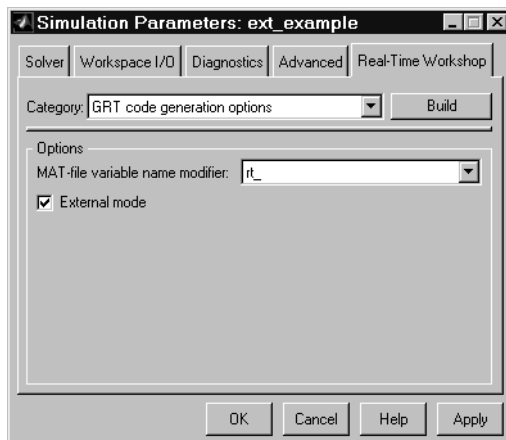 Simulation Parameters: ext_example
Solver Workspace I/O Diagnostics Advanced Real-Time Workshop
Category: GRT code generation options Build
Options
MAT-file variable name modifier: rt_
External mode
OK Cancel Help Apply